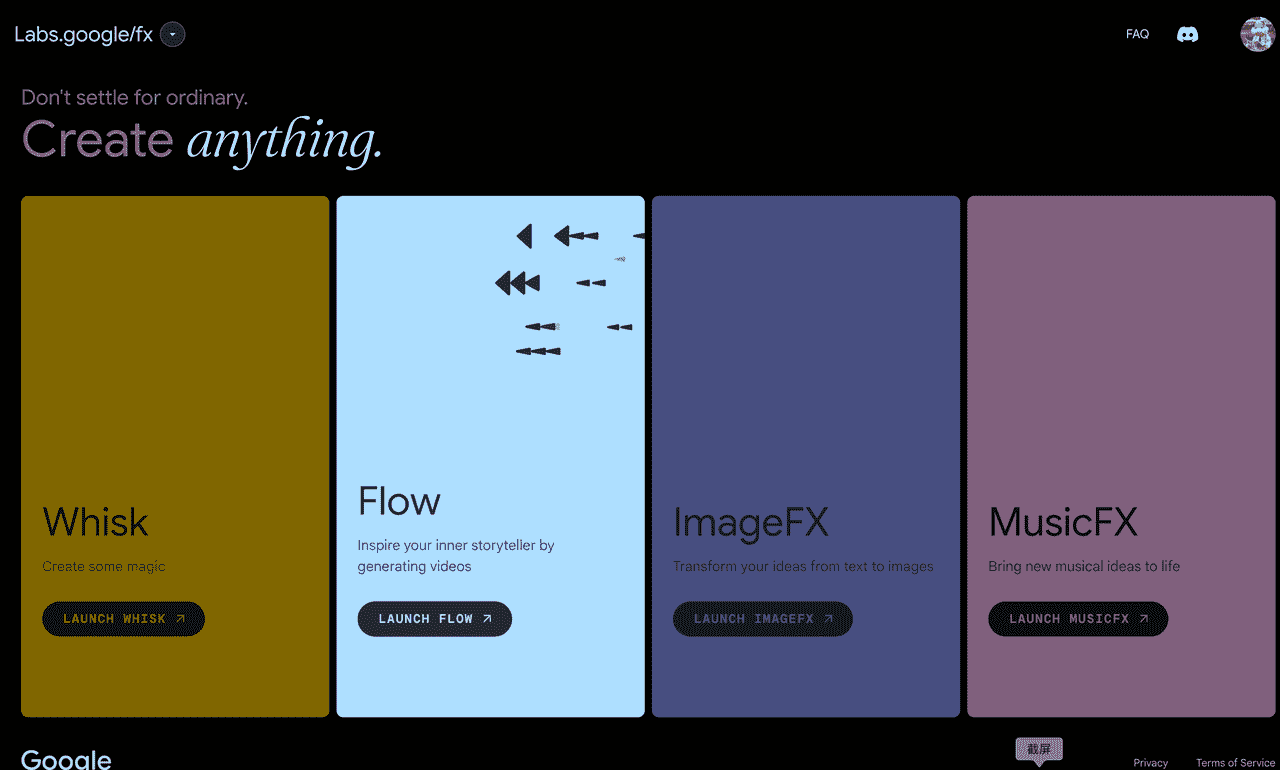 Labs.google/fx
FAQ
Don't settle for ordinary.
Create anything.
Whisk
Create some magic
LAUNCH WHISK
Flow
Inspire your inner storyteller by
generating videos
LAUNCH FLOW
ImageFX
Transform your ideas from text to images
LAUNCH IMAGEFX
MusicFX
Bring new musical ideas to life
LAUNCH MUSICFX
Google
截屏
Privacy
Terms of Service